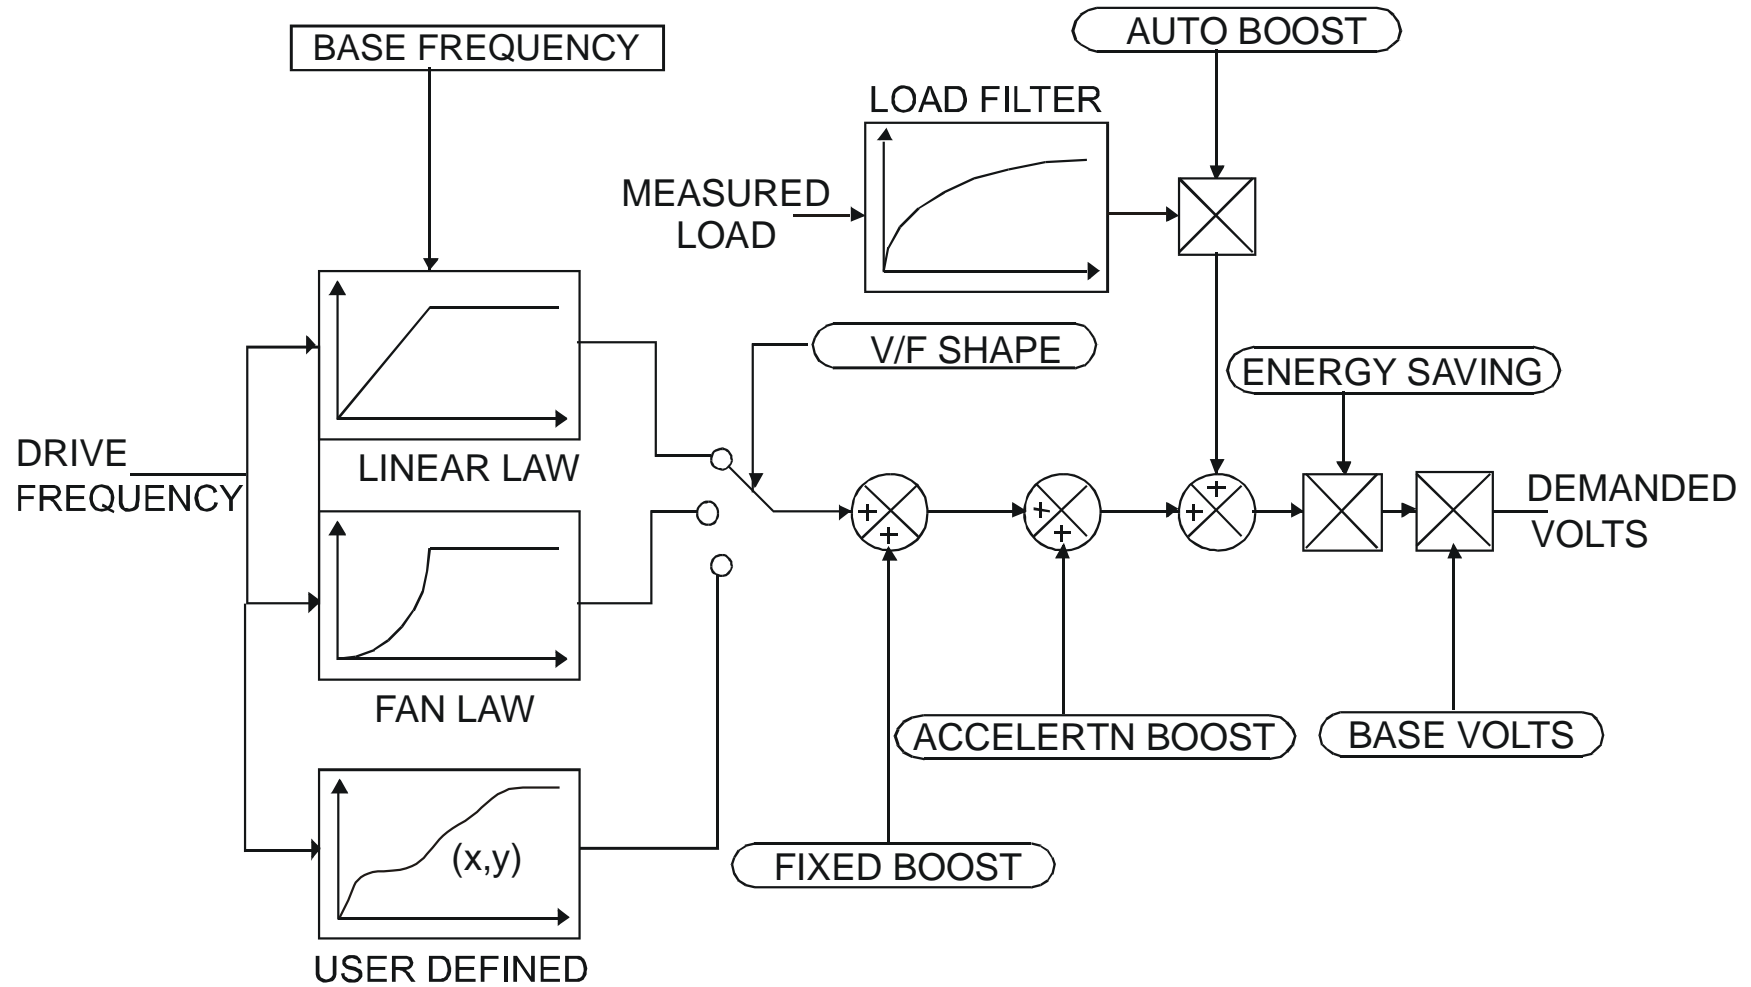 AUTO BOOST
BASE FREQUENCY
LOAD FILTER
MEASURED
LOAD
V/F SHAPE
ENERGY SAVING
DRIVE
FREQUENCY
LINEAR LAW
+
+
+
+
+
+
DEMANDED
VOLTS
FAN LAW
ACCELERTN BOOST
BASE VOLTS
(x,y)
FIXED BOOST
USER DEFINED